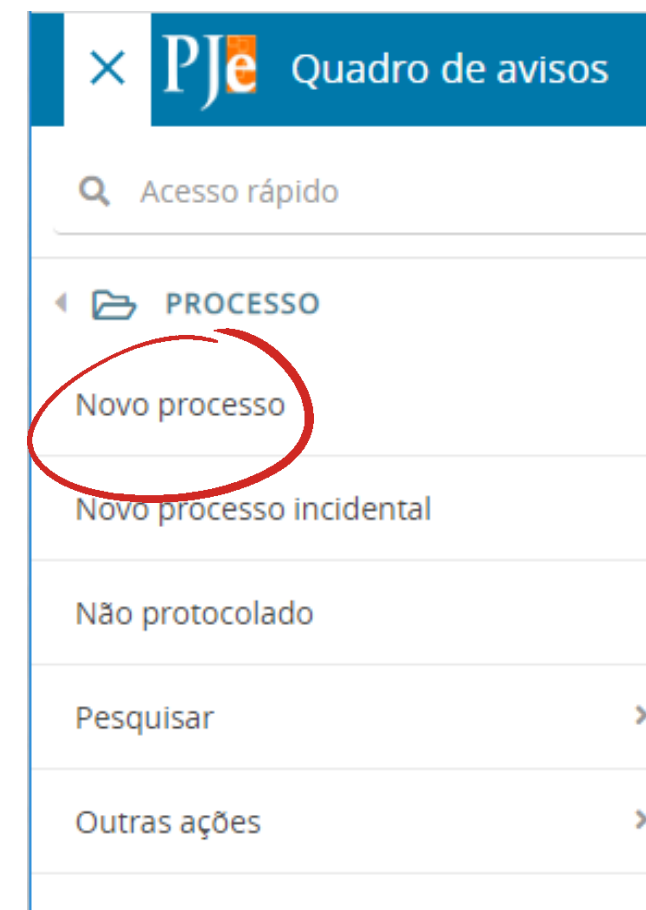 PJe Quadro de avisos
Acesso rápido
PROCESSO
Novo processo
Novo processo incidental
Não protocolado
Pesquisar
Outras ações